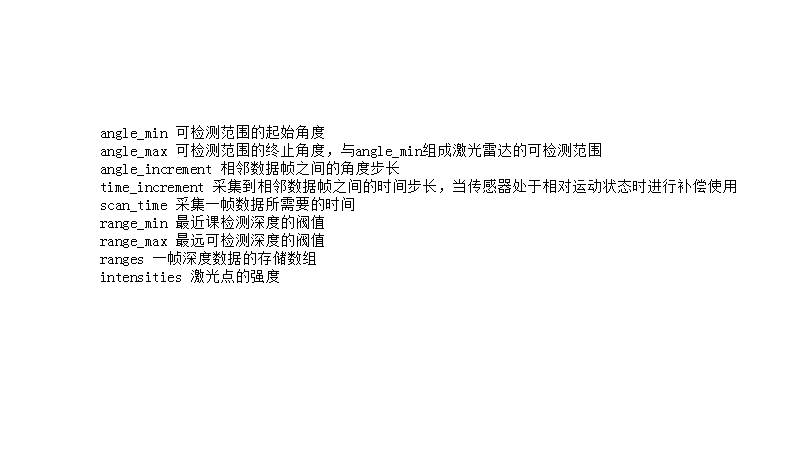 angle_min 可检测范围的起始角度
angle_max 可检测范围的终止角度，与angle_min组成激光雷达的可检测范围
angle_increment 相邻数据帧之间的角度步长
time_increment 采集到相邻数据帧之间的时间步长，当传感器处于相对运动状态时进行补偿使用
scan_time 采集一帧数据所需要的时间
range_min 最近课检测深度的阀值
range_max 最远可检测深度的阀值
ranges 一帧深度数据的存储数组
intensities 激光点的强度